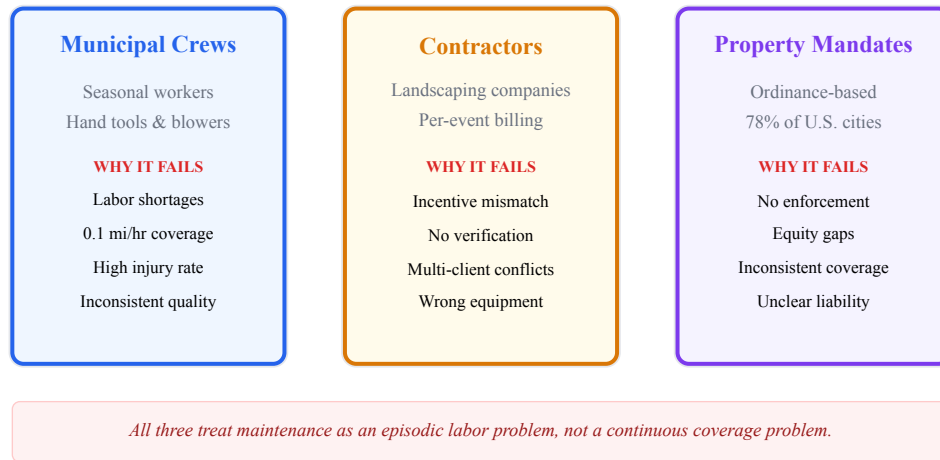 Municipal Crews
Seasonal workers
Hand tools & blowers
WHY IT FAILS
Labor shortages
0.1 mi/hr coverage
High injury rate
Inconsistent quality
Contractors
Landscaping companies
Per-event billing
WHY IT FAILS
Incentive mismatch
No verification
Multi-client conflicts
Wrong equipment
Property Mandates
Ordinance-based
78% of U.S. cities
WHY IT FAILS
No enforcement
Equity gaps
Inconsistent coverage
Unclear liability
All three treat maintenance as an episodic labor problem, not a continuous coverage problem.